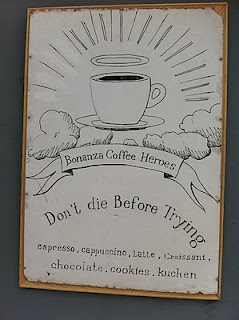 Bonanza Coffee Heroes
Don't die Before Trying
espresso. cappuccino. Latte. Croissant.
chocolate. cookies. kuchen